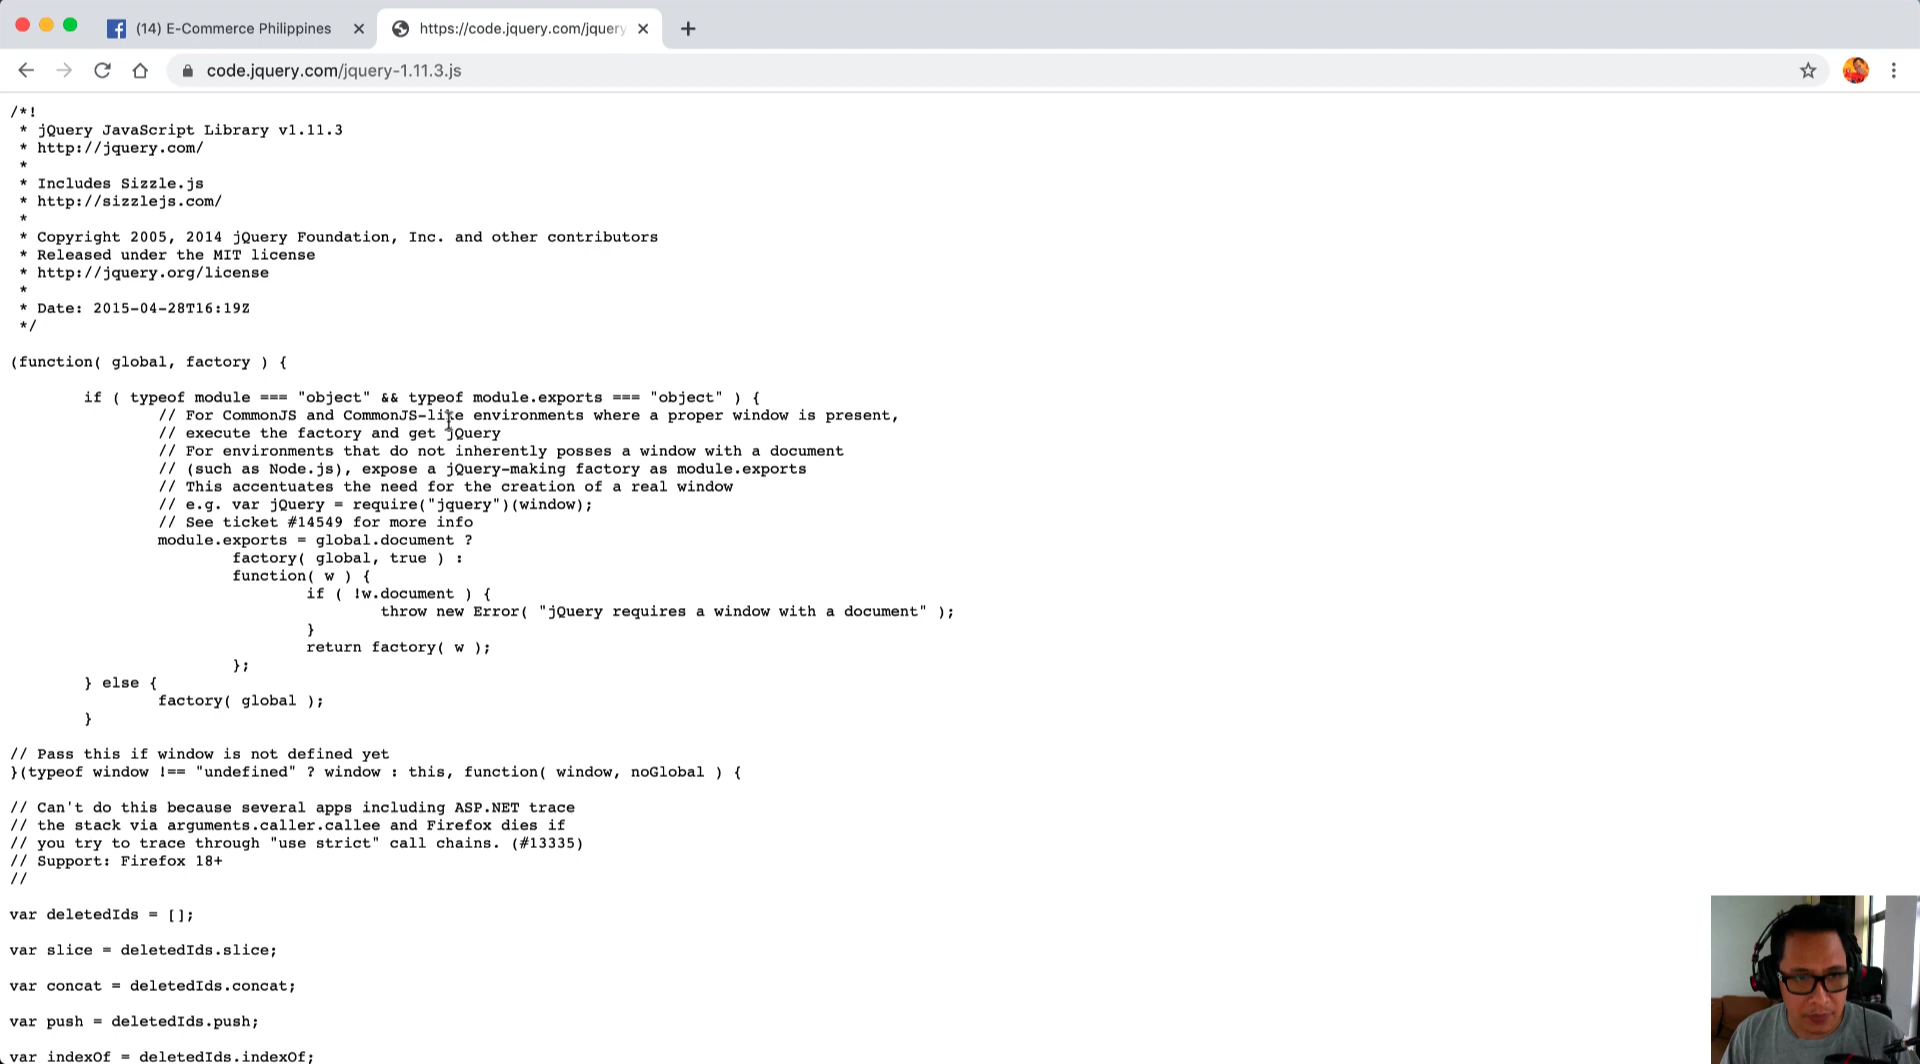 (14) E-Commerce Philippines
https://code.jquery.com/jquery
code.jquery.com/jquery-1.11.3.js
/*!
* jQuery JavaScript Library v1.11.3
* http://jquery.com/
*
* Includes Sizzle.js
* http://sizzlejs.com/
*
* Copyright 2005, 2014 jQuery Foundation, Inc. and other contributors
* Released under the MIT license
* http://jquery.org/license
*
* Date: 2015-04-28T16:19Z
*/
(function( global, factory ) {
if ( typeof module === "object" && typeof module.exports === "object" ) {
// For CommonJS and CommonJS-like environments where a proper window is present,
// execute the factory and get jQuery
// For environments that do not inherently posses a window with a document
// (such as Node.js), expose a jQuery-making factory as module.exports
// This accentuates the need for the creation of a real window
// e.g. var jQuery = require("jquery")(window);
// See ticket #14549 for more info
module.exports = global.document ?
factory( global, true ) :
function( w ) {
if ( !w.document ) {
throw new Error( "jQuery requires a window with a document" );
}
return factory( w );
};
} else {
factory( global );
}
// Pass this if window is not defined yet
}(typeof window !== "undefined" ? window : this, function( window, noGlobal ) {
// Can't do this because several apps including ASP.NET trace
// the stack via arguments.caller.callee and Firefox dies if
// you try to trace through "use strict" call chains. (#13335)
// Support: Firefox 18+
//
var deletedIds = [];
var slice = deletedIds.slice;
var concat = deletedIds.concat;
var push = deletedIds.push;
var indexOf = deletedIds.indexOf;